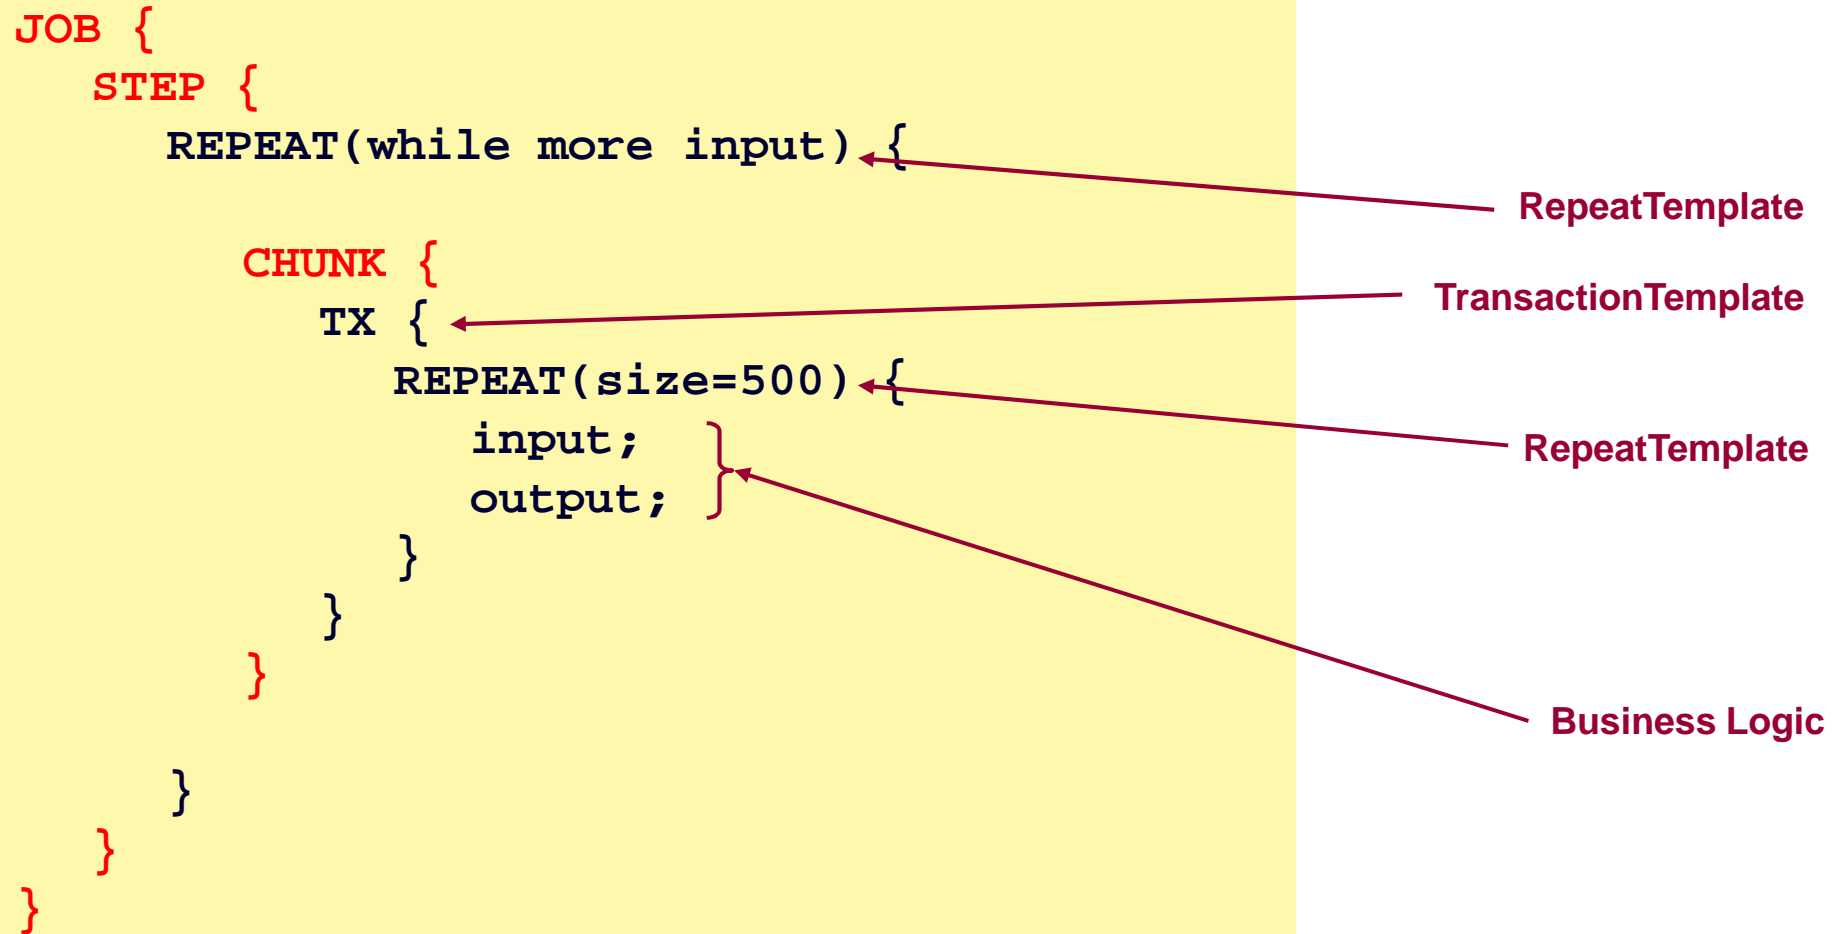 JOB {
STEP {
REPEAT(while more input) {
RepeatTemplate
CHUNK {
TransactionTemplate
TX {
REPEAT(size=500) {
input;
RepeatTemplate
output;
}
}
}
Business Logic
}
}
}